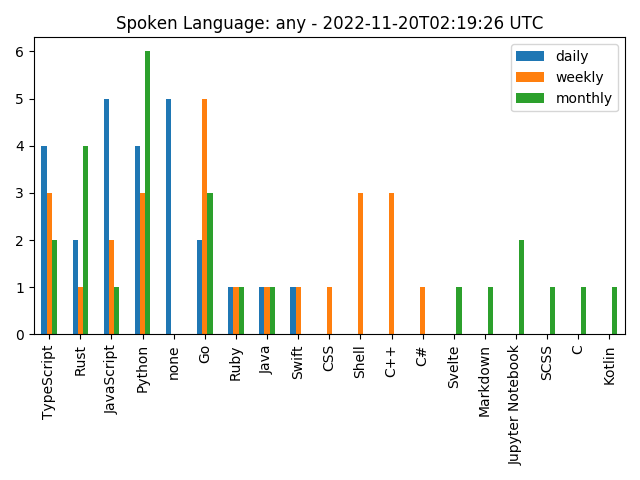 Spoken Language: any - 2022-11-20T02:19:26 UTC
daily
weekly
monthly
6
5
4
3
2
1
0
TypeScript
Rust
JavaScript
Python
none
Go
Ruby
Java
Swift
CSS
Shell
C++
C#
Svelte
Markdown
Jupyter Notebook
SCSS
C
Kotlin